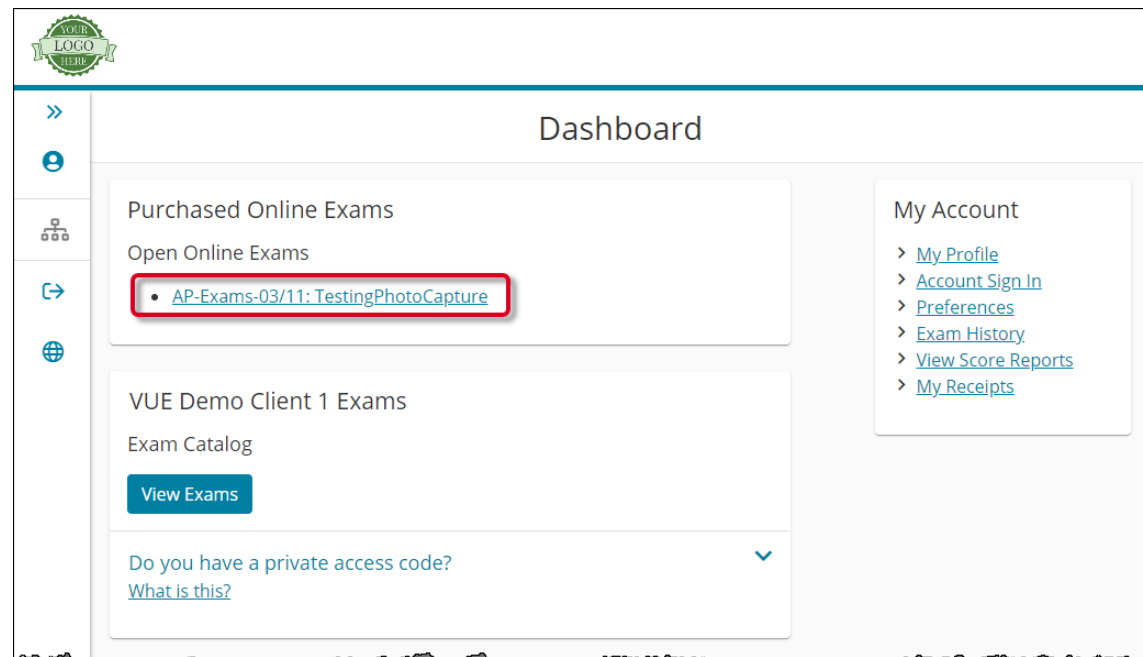 YOUR
LOGO
HERE
Dashboard
Purchased Online Exams
Open Online Exams
AP-Exams-03/11: TestingPhotoCapture
VUE Demo Client 1 Exams
Exam Catalog
View Exams
Do you have a private access code?
What is this?
My Account
My Profile
Account Sign In
Preferences
Exam History
View Score Reports
My Receipts